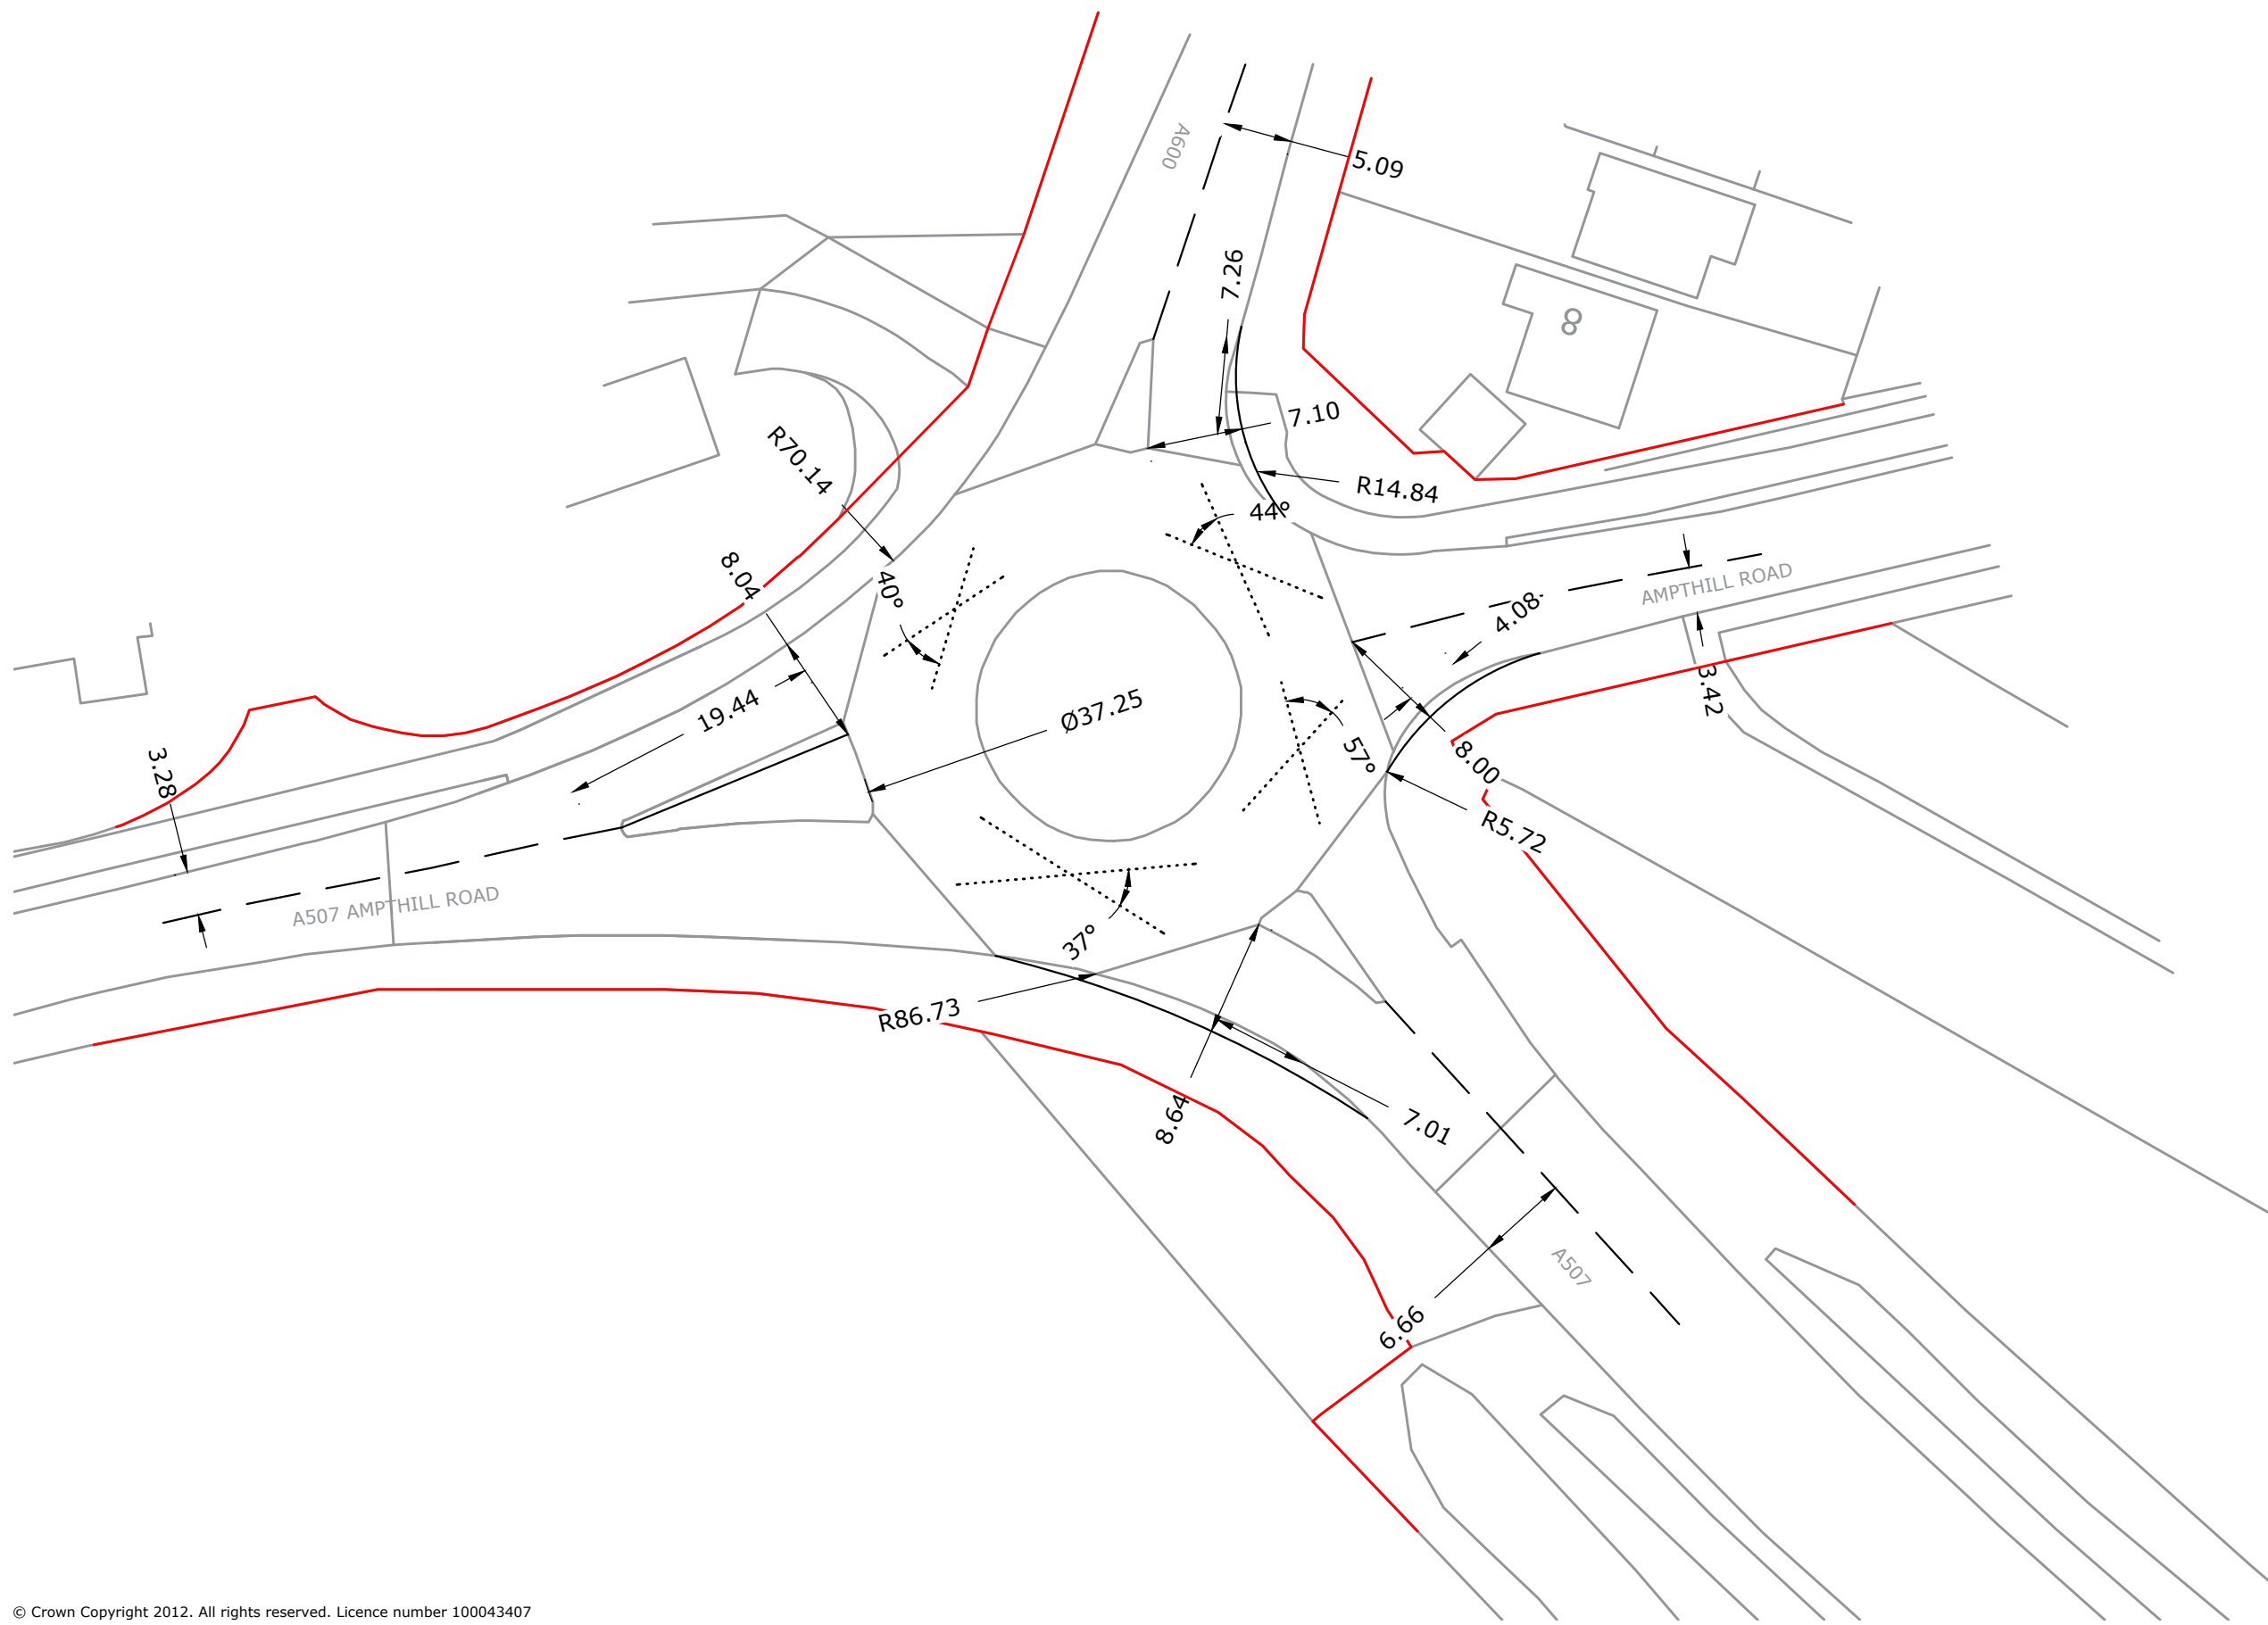 A600
5.09
7.26
8
7.10
R70.14
R14.84
44°
8.04
40°
AMPTHILL ROAD
4.08
3.42
19.44
Ø37.25
57°
8.00
3.28
R5.72
A507 AMPTHILL ROAD
37°
R86.73
8.64
7.01
A507
6.66
© Crown Copyright 2012. All rights reserved. Licence number 100043407